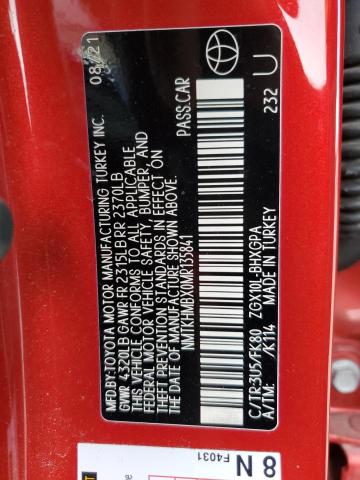 MFD.BY:TOYOTA MOTOR MANUFACTURING TURKEY INC. 08/21
GVWR 4320LB GAWR FR 2315LB RR 2370LB
THIS VEHICLE CONFORMS TO ALL APPLICABLE
FEDERAL MOTOR VEHICLE SAFETY, BUMPER, AND
THEFT PREVENTION STANDARDS IN EFFECT ON
THE DATE OF MANUFACTURE SHOWN ABOVE.
NMTKHMBX0MR135841 PASS.CAR
C/TR:3U5/FK80 ZGX10L-BHXGPA 232 U
A/TM: /K114 MADE IN TURKEY
8 N F4031